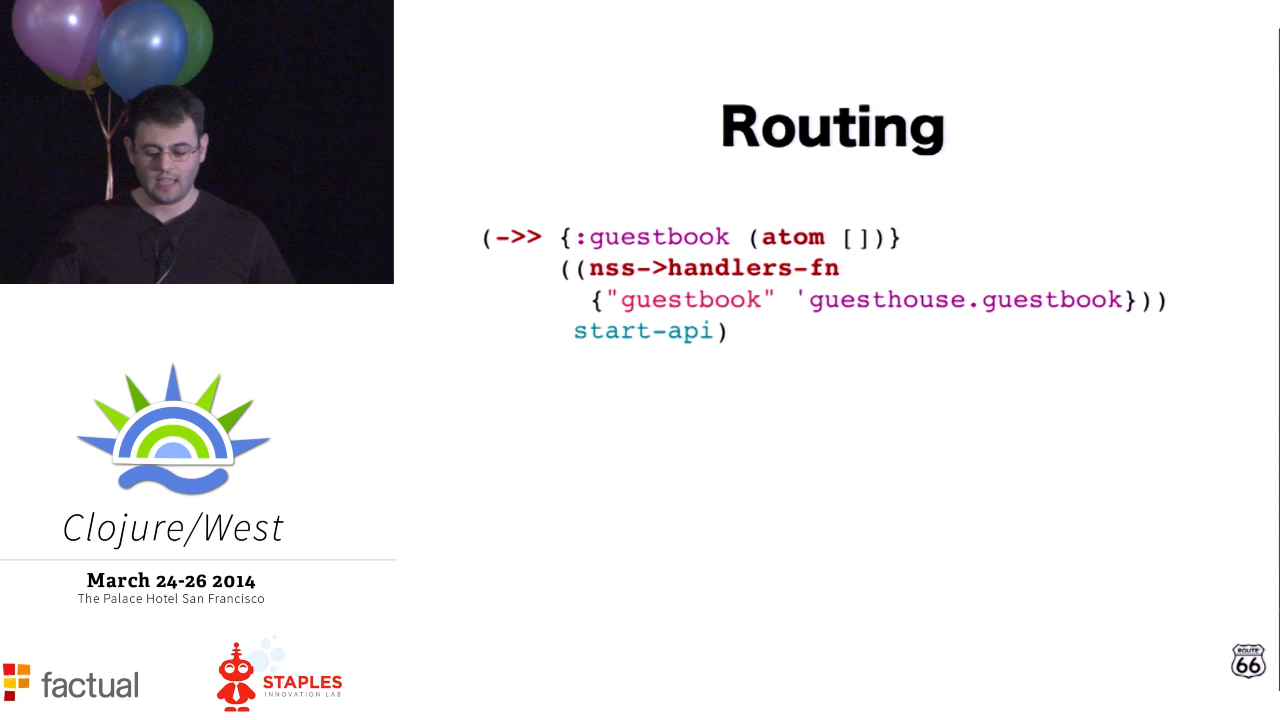 Routing
(->> {:guestbook (atom [])}
((nss->handlers-fn
{"guestbook" 'guesthouse.guestbook}))
start-api)
Clojure/West
March 24-26 2014
The Palace Hotel San Francisco
factual
STAPLES
INNOVATION LAB
ROUTE
66